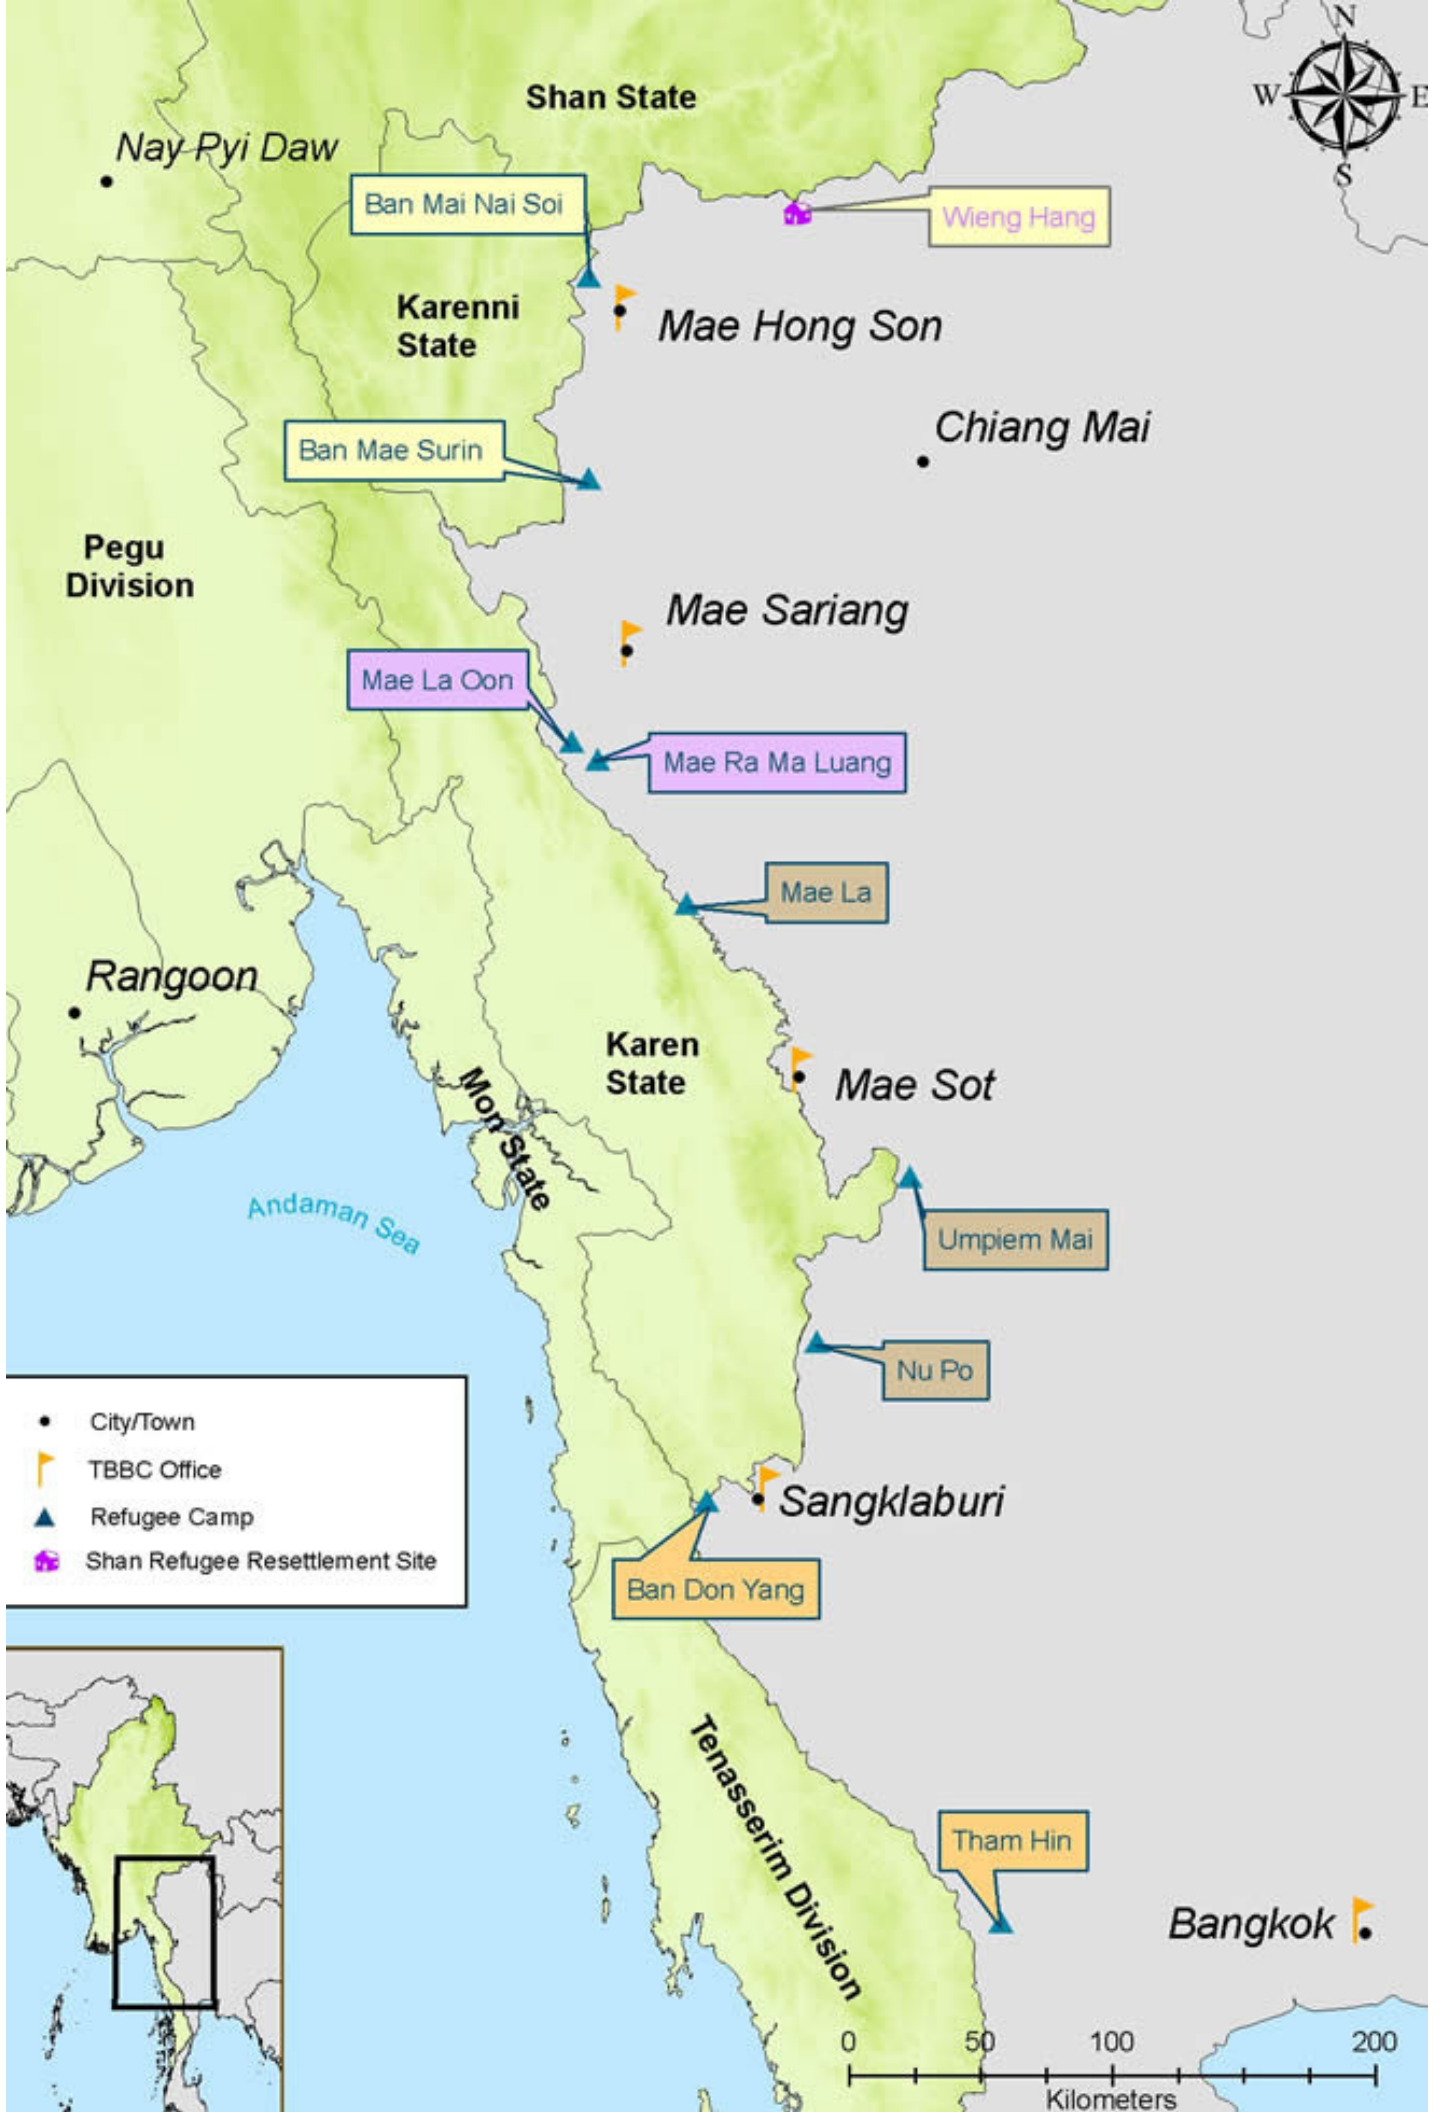 N
W
E
S
Shan State
Nay Pyi Daw
Ban Mai Nai Soi
Wieng Hang
Karenni
State
Mae Hong Son
Chiang Mai
Ban Mae Surin
Pegu
Division
Mae Sariang
Mae La Oon
Mae Ra Ma Luang
Mae La
Rangoon
Karen
State
Mae Sot
Mon State
Andaman Sea
Umpiem Mai
Nu Po
City/Town
TBBC Office
Refugee Camp
Shan Refugee Resettlement Site
Sangklaburi
Ban Don Yang
Tenasserim Division
Tham Hin
Bangkok
0 50 100 200
Kilometers